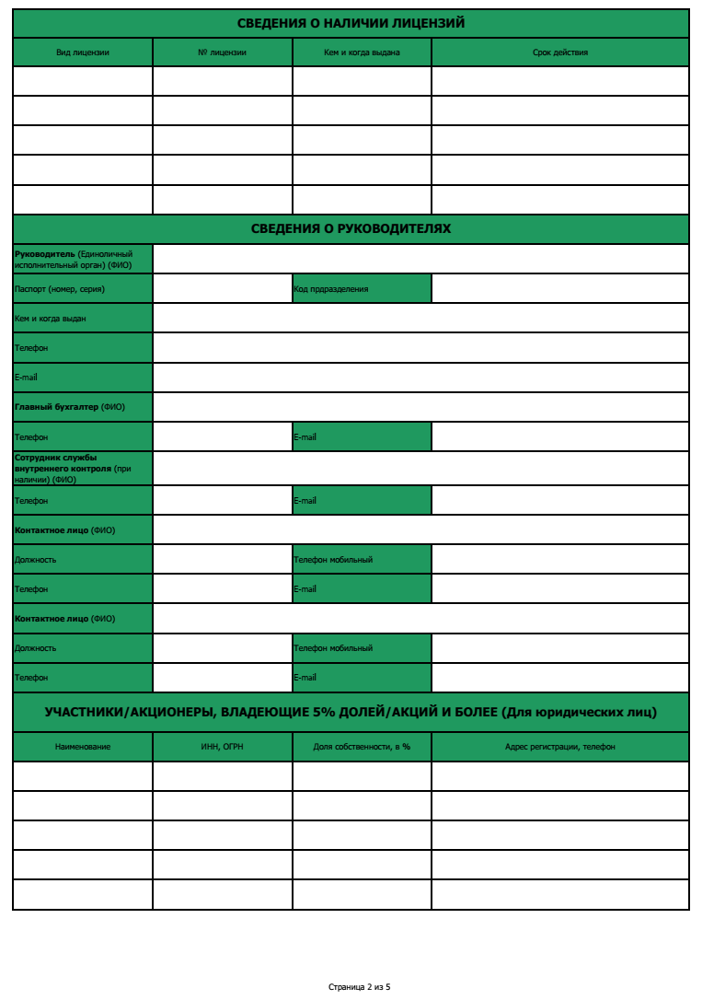 СВЕДЕНИЯ О НАЛИЧИИ ЛИЦЕНЗИЙ
Вид лицензии № лицензии Кем и когда выдана Срок действия
СВЕДЕНИЯ О РУКОВОДИТЕЛЯХ
Руководитель (Единоличный
исполнительный орган) (ФИО)
Паспорт (номер, серия) Код прдразделения
Кем и когда выдан
Телефон
E-mail
Главный бухгалтер (ФИО)
Телефон E-mail
Сотрудник службы
внутреннего контроля (при
наличии) (ФИО)
Телефон E-mail
Контактное лицо (ФИО)
Должность Телефон мобильный
Телефон E-mail
Контактное лицо (ФИО)
Должность Телефон мобильный
Телефон E-mail
УЧАСТНИКИ/АКЦИОНЕРЫ, ВЛАДЕЮЩИЕ 5% ДОЛЕЙ/АКЦИЙ И БОЛЕЕ (Для юридических лиц)
Наименование ИНН, ОГРН Доля собственности, в % Адрес регистрации, телефон
Страница 2 из 5